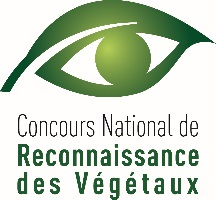 Concours National de
Reconnaissance
des Végétaux